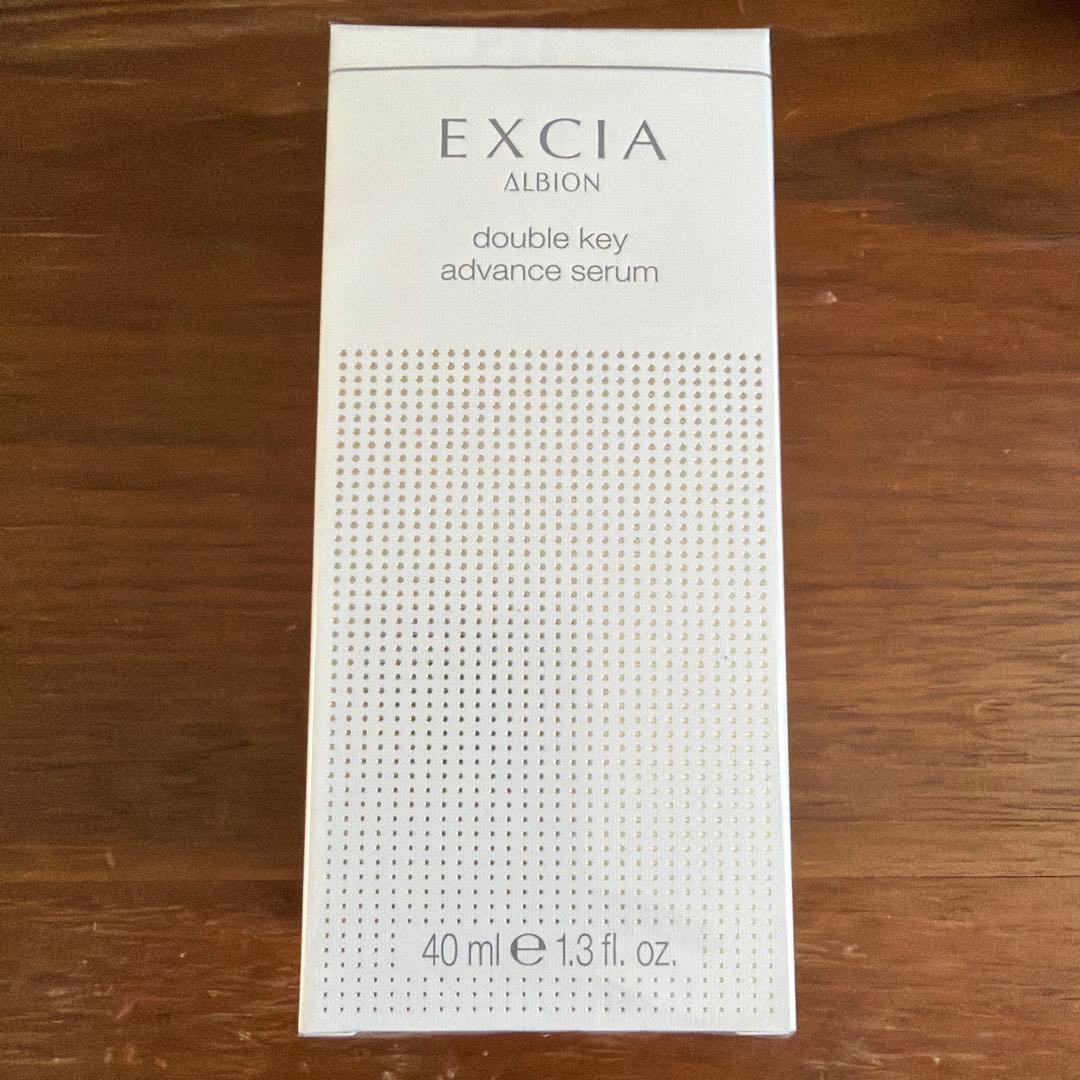 EXCIA
ALBION
double key
advance serum
40 ml ℮ 1.3 fl. oz.